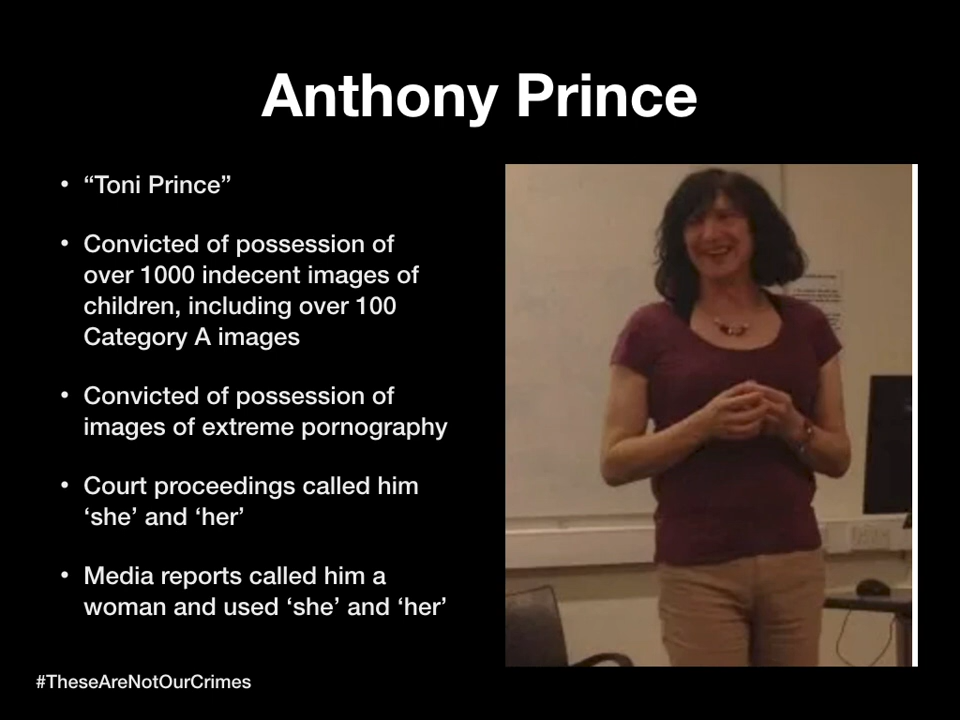 Anthony Prince
• “Toni Prince”
• Convicted of possession of
over 1000 indecent images of
children, including over 100
Category A images
• Convicted of possession of
images of extreme pornography
• Court proceedings called him
‘she’ and ‘her’
• Media reports called him a
woman and used ‘she’ and ‘her’
#TheseAreNotOurCrimes